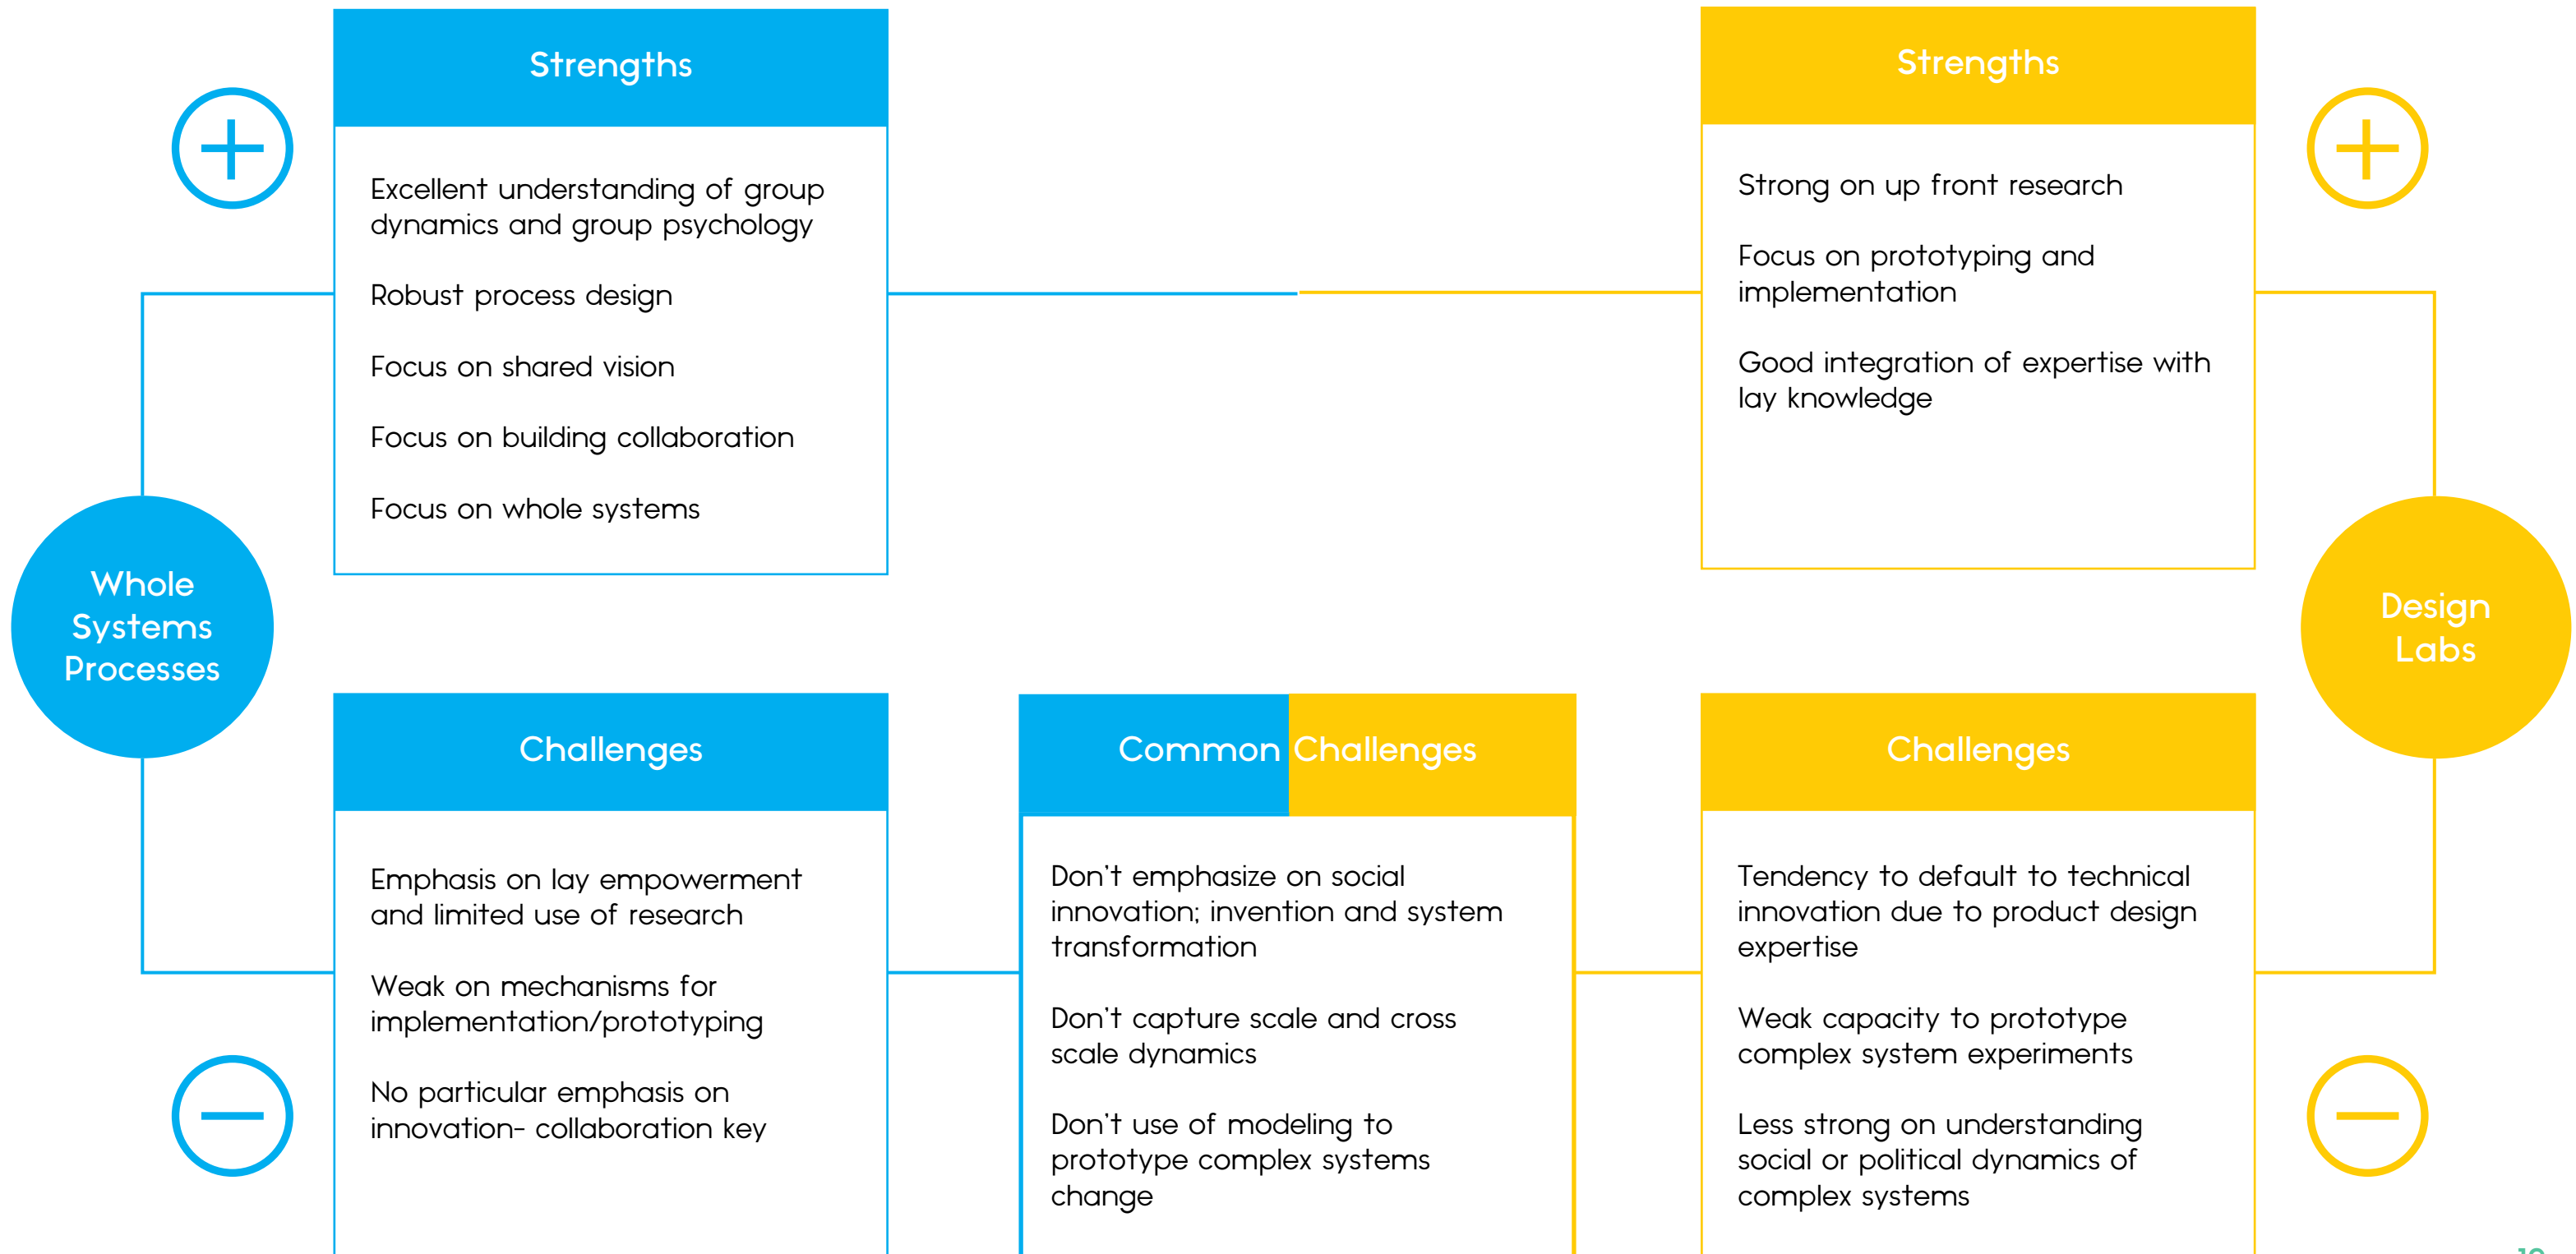 Strengths
Excellent understanding of group
dynamics and group psychology
Robust process design
Focus on shared vision
Focus on building collaboration
Focus on whole systems
Strengths
Strong on up front research
Focus on prototyping and
implementation
Good integration of expertise with
lay knowledge
Whole
Systems
Processes
Design
Labs
Challenges
Emphasis on lay empowerment
and limited use of research
Weak on mechanisms for
implementation/prototyping
No particular emphasis on
innovation- collaboration key
Common Challenges
Don't emphasize on social
innovation; invention and system
transformation
Don't capture scale and cross
scale dynamics
Don't use of modeling to
prototype complex systems
change
Challenges
Tendency to default to technical
innovation due to product design
expertise
Weak capacity to prototype
complex system experiments
Less strong on understanding
social or political dynamics of
complex systems